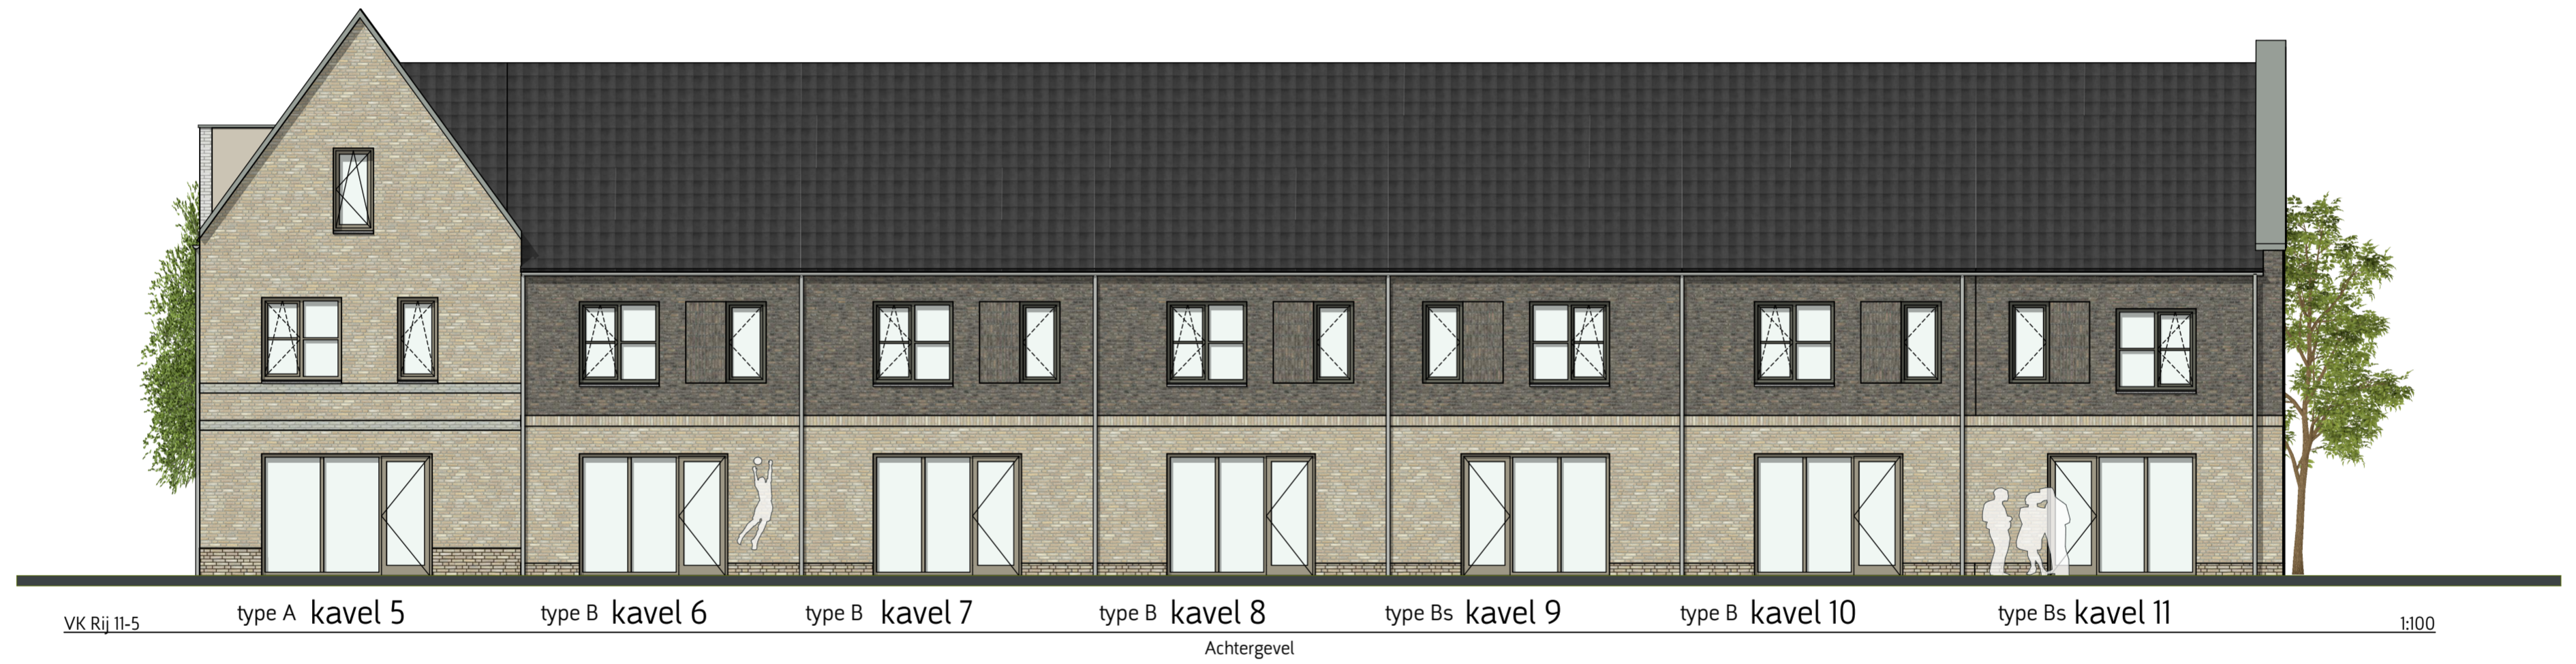 type A kavel 5 type B kavel 6 type B kavel 7 type B kavel 8 type Bs kavel 9 type B kavel 10 type Bs kavel 11
VK Rij 11-5 1:100
Achtergevel